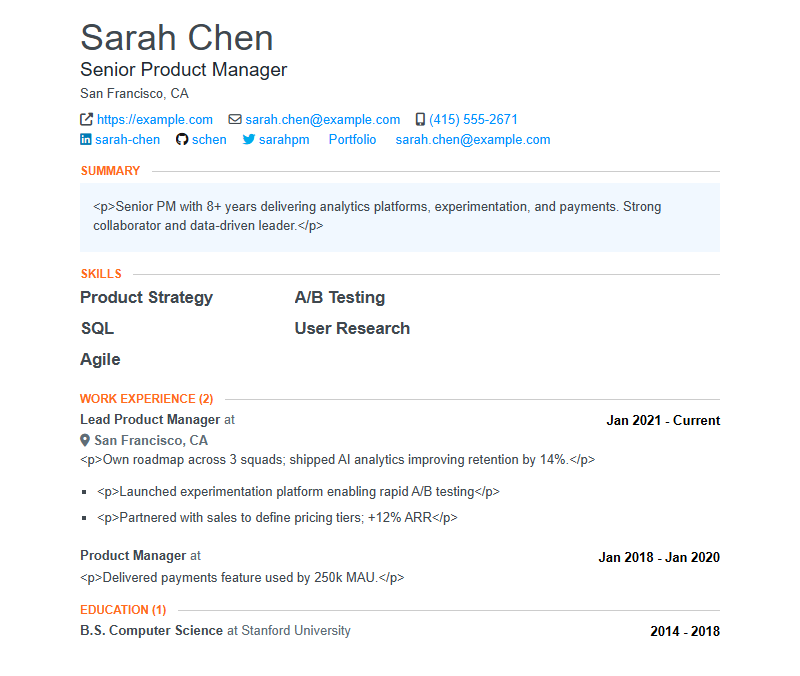 Sarah Chen
Senior Product Manager
San Francisco, CA
https://example.com sarah.chen@example.com (415) 555-2671
sarah-chen schen sarahpm Portfolio sarah.chen@example.com
SUMMARY
<p>Senior PM with 8+ years delivering analytics platforms, experimentation, and payments. Strong
collaborator and data-driven leader.</p>
SKILLS
Product Strategy A/B Testing
SQL User Research
Agile
WORK EXPERIENCE (2)
Lead Product Manager at Jan 2021 - Current
San Francisco, CA
<p>Own roadmap across 3 squads; shipped AI analytics improving retention by 14%.</p>
<p>Launched experimentation platform enabling rapid A/B testing</p>
<p>Partnered with sales to define pricing tiers; +12% ARR</p>
Product Manager at Jan 2018 - Jan 2020
<p>Delivered payments feature used by 250k MAU.</p>
EDUCATION (1)
B.S. Computer Science at Stanford University 2014 - 2018